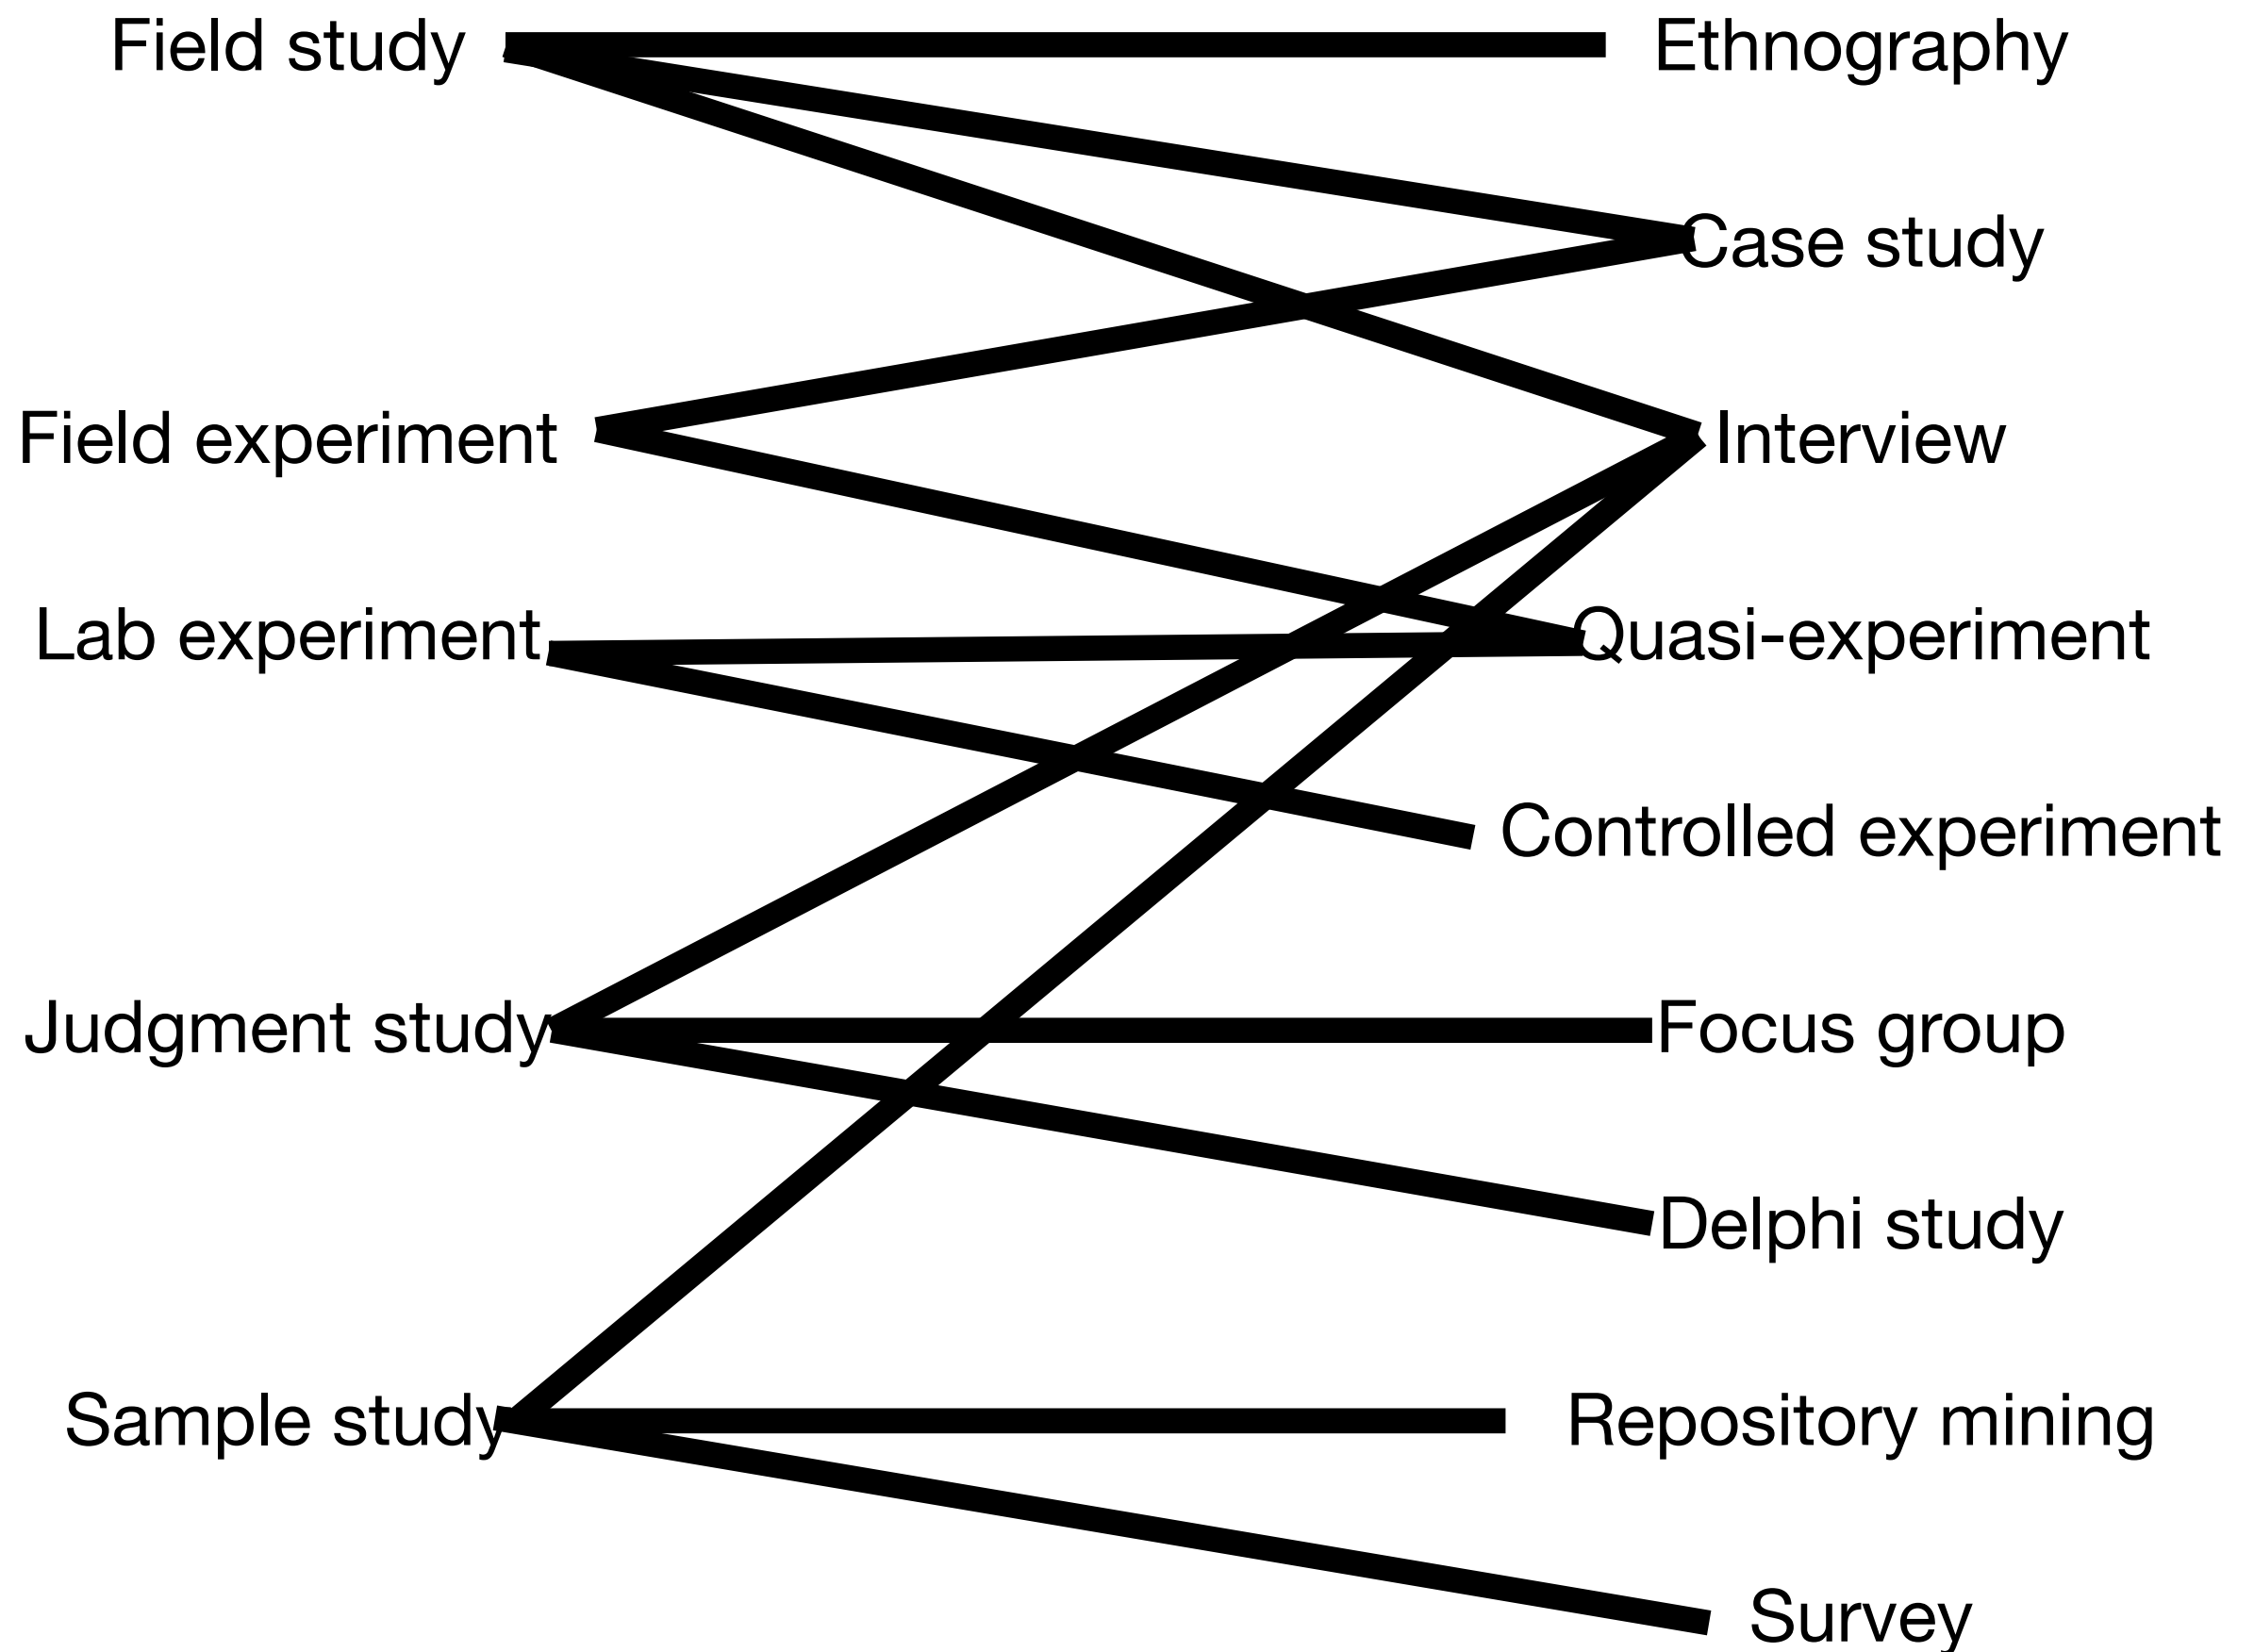 Field study
Ethnography
Case study
Field experiment
Interview
Lab experiment
Quasi-experiment
Controlled experiment
Judgment study
Focus group
Delphi study
Sample study
Repository mining
Survey